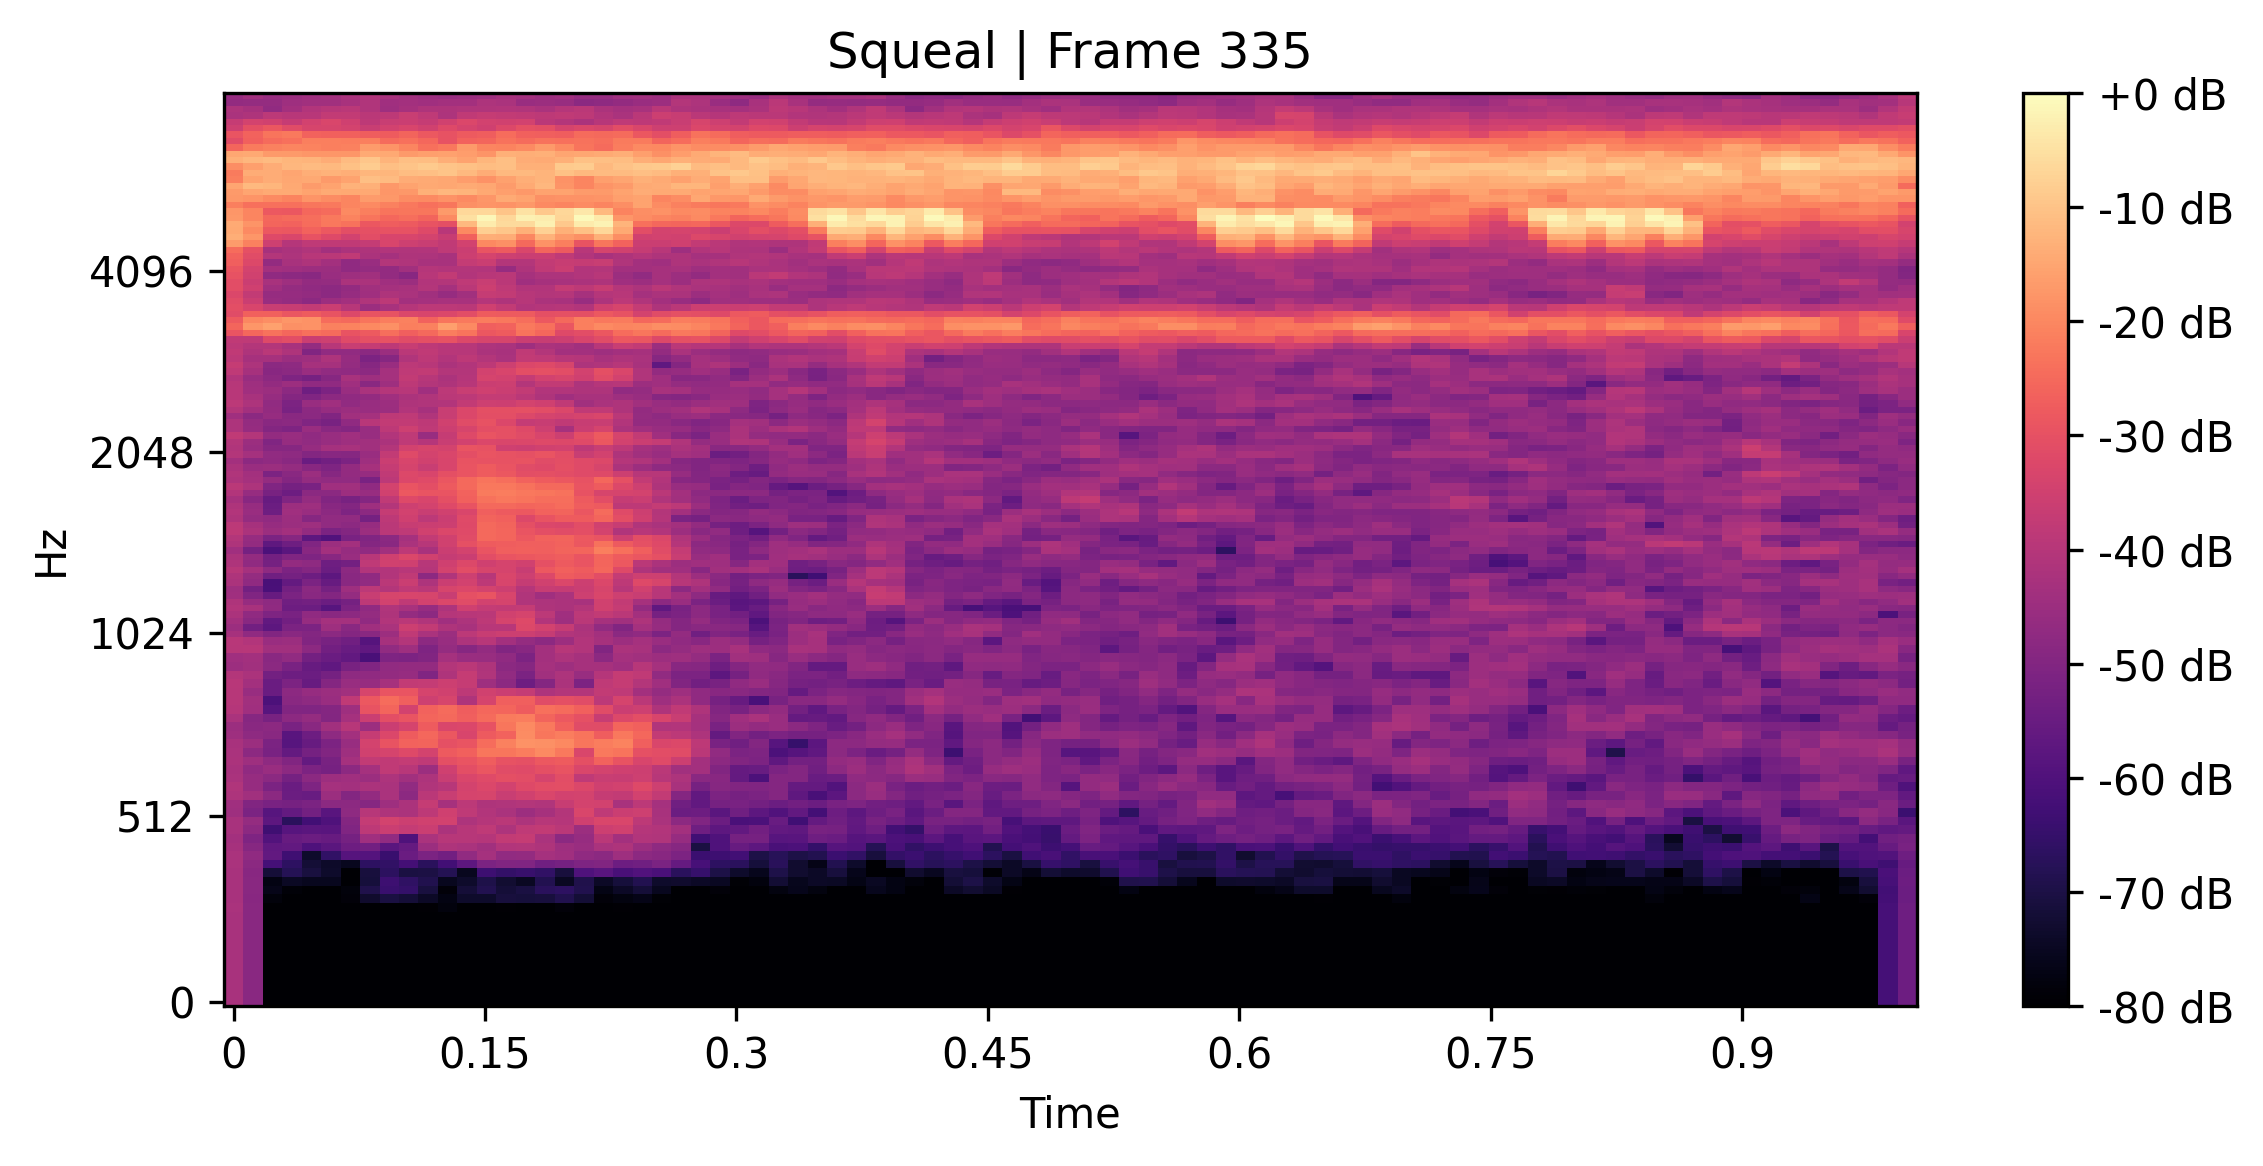 Squeal | Frame 335
+0 dB
-10 dB
4096
-20 dB
-30 dB
2048
-40 dB
Hz
1024
-50 dB
512
-60 dB
-70 dB
0
-80 dB
0 0.15 0.3 0.45 0.6 0.75 0.9
Time